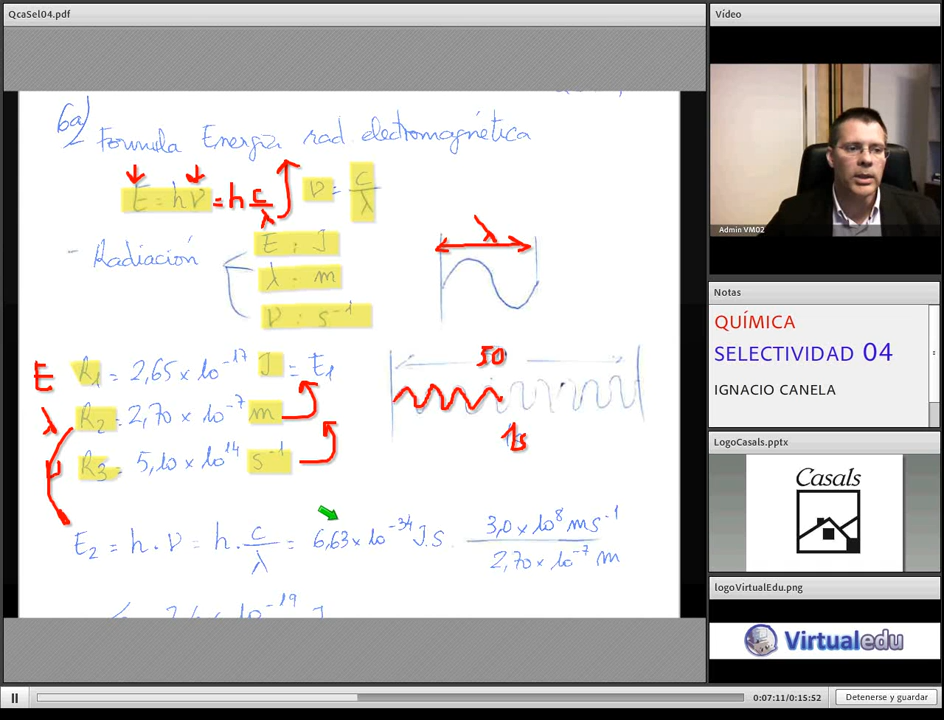 QcaSel04.pdf
6a) Formula Energía rad. electromagnética
E = hν = h c/λ
ν = c/λ
- Radiación
E : J
λ : m
ν : s⁻¹
λ
E R₁ = 2,65 x 10⁻¹⁷ J = E₁
λ R₂ = 2,70 x 10⁻⁷ m
ν R₃ = 5,10 x 10¹⁴ s⁻¹
50
1s
E₂ = h · ν = h · c/λ = 6,63 x 10⁻³⁴ J.s. 3,0 x 10⁸ ms⁻¹ / 2,70 x 10⁻⁷ m
10⁻¹⁹ J
Vídeo
Admin VM02
Notas
QUÍMICA
SELECTIVIDAD 04
IGNACIO CANELA
LogoCasals.pptx
Casals
logoVirtualEdu.png
Virtualedu
0:07:11/0:15:52
Detenerse y guardar